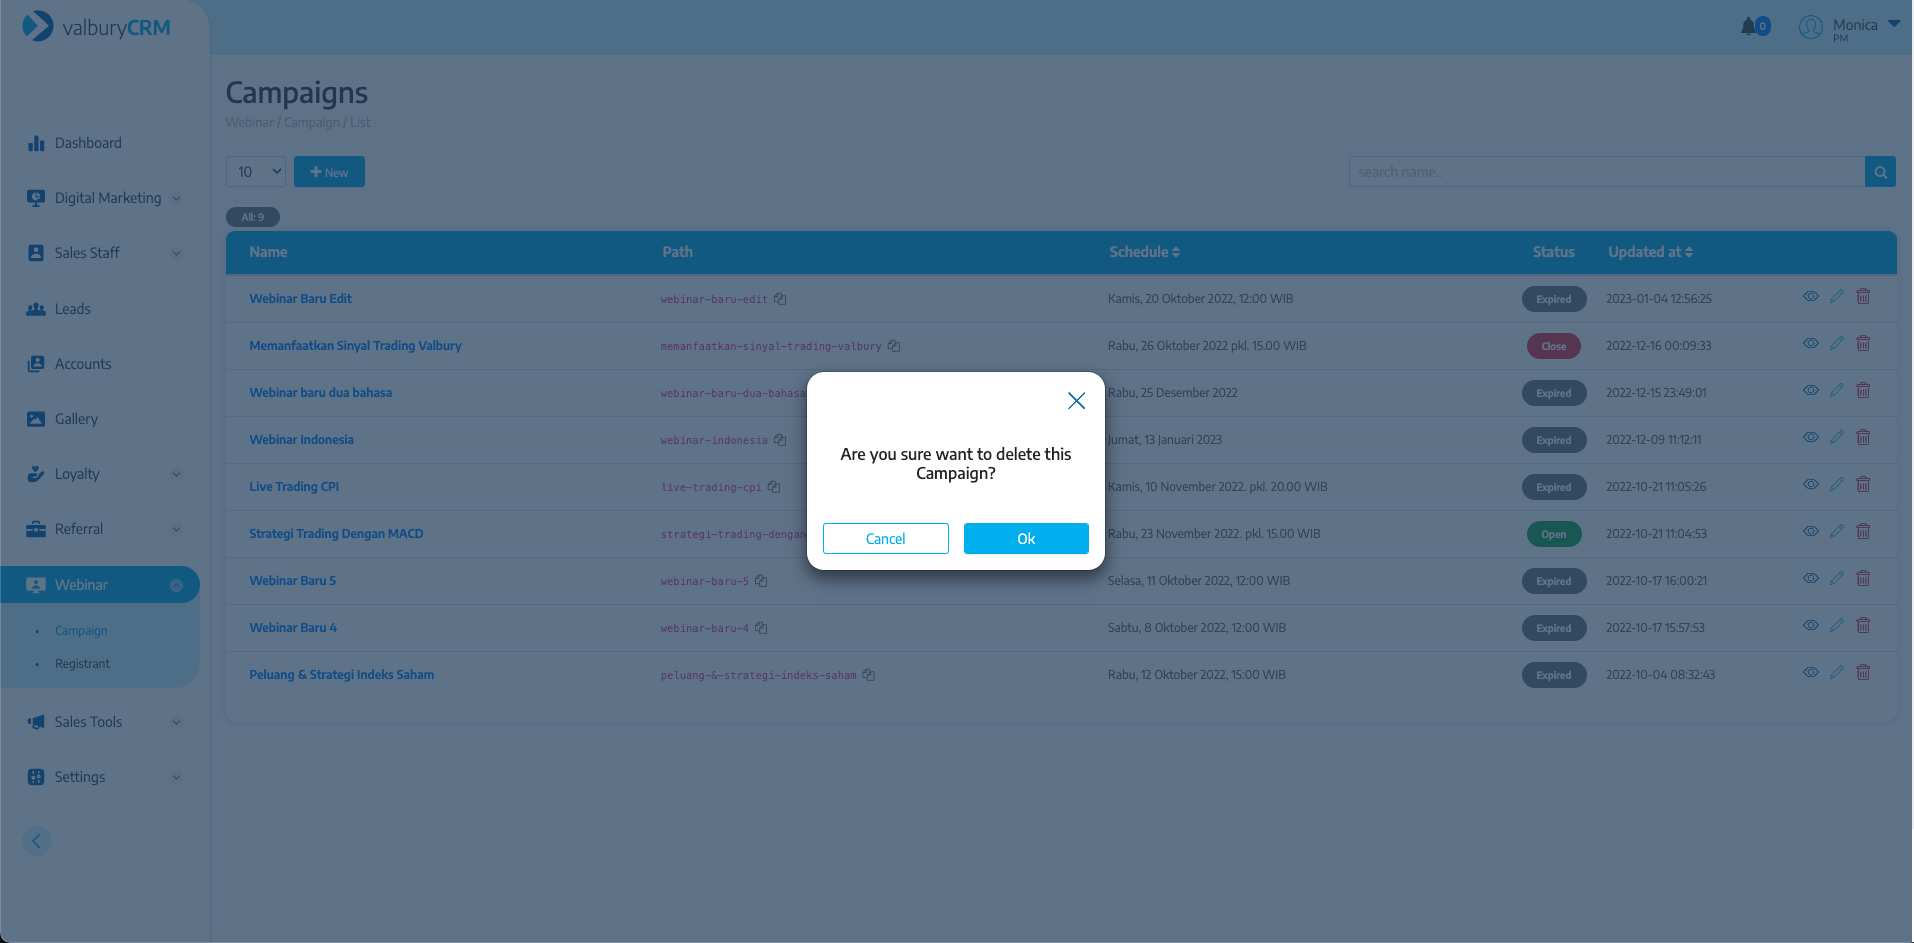 valburyCRM
0
Monica
PM
Campaigns
Webinar / Campaign / List
Dashboard
Digital Marketing
Sales Staff
Leads
Accounts
Gallery
Loyalty
Referral
Webinar
Campaign
Registrant
Sales Tools
Settings
10
New
search name..
All: 9
Name Path Schedule Status Updated at
Webinar Baru Edit webinar-baru-edit Kamis, 20 Oktober 2022, 12:00 WIB Expired 2023-01-04 12:56:25
Memanfaatkan Sinyal Trading Valbury memanfaatkan-sinyal-trading-valbury Rabu, 26 Oktober 2022 pkl. 15.00 WIB Close 2022-12-16 00:09:33
Webinar baru dua bahasa webinar-baru-dua-bahasa Rabu, 25 Desember 2022 Expired 2022-12-15 23:49:01
Webinar Indonesia webinar-indonesia Jumat, 13 Januari 2023 Expired 2022-12-09 11:12:11
Live Trading CPI live-trading-cpi Kamis, 10 November 2022. pkl. 20.00 WIB Expired 2022-10-21 11:05:26
Strategi Trading Dengan MACD strategi-trading-dengan Rabu, 23 November 2022. pkl. 15.00 WIB Open 2022-10-21 11:04:53
Webinar Baru 5 webinar-baru-5 Selasa, 11 Oktober 2022, 12:00 WIB Expired 2022-10-17 16:00:21
Webinar Baru 4 webinar-baru-4 Sabtu, 8 Oktober 2022, 12:00 WIB Expired 2022-10-17 15:57:53
Peluang & Strategi Indeks Saham peluang-&-strategi-indeks-saham Rabu, 12 Oktober 2022, 15:00 WIB Expired 2022-10-04 08:32:43
Are you sure want to delete this
Campaign?
Cancel
Ok